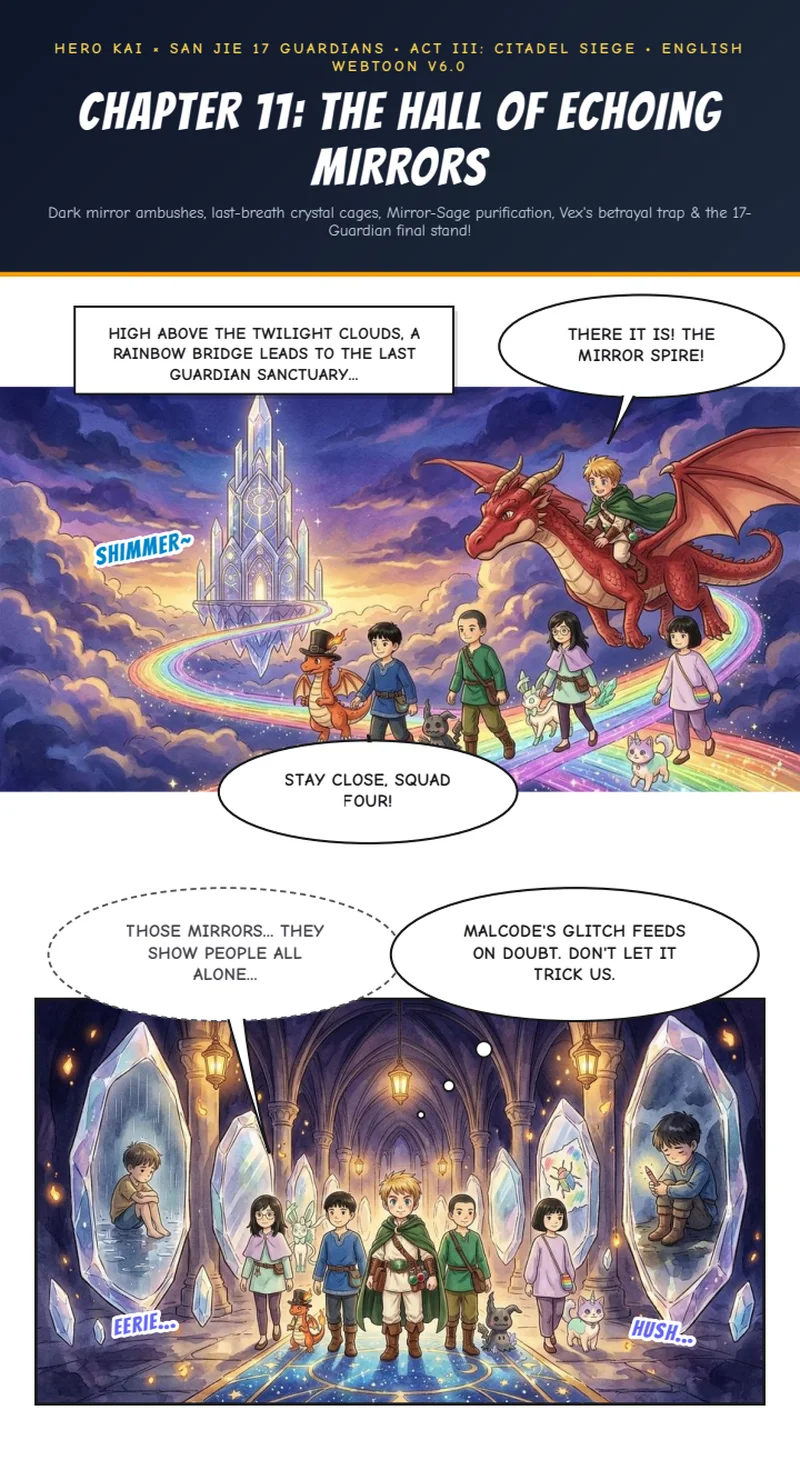 HERO KAI × SAN JIE 17 GUARDIANS • ACT III: CITADEL SIEGE • ENGLISH
WEBTOON V6.0
CHAPTER 11: THE HALL OF ECHOING
MIRRORS
Dark mirror ambushes, last-breath crystal cages, Mirror-Sage purification, Vex's betrayal trap & the 17-
Guardian final stand!
HIGH ABOVE THE TWILIGHT CLOUDS, A
RAINBOW BRIDGE LEADS TO THE LAST
GUARDIAN SANCTUARY...
THERE IT IS! THE
MIRROR SPIRE!
SHIMMER~
STAY CLOSE, SQUAD
FOUR!
THOSE MIRRORS... THEY
SHOW PEOPLE ALL
ALONE...
MALCODE'S GLITCH FEEDS
ON DOUBT. DON'T LET IT
TRICK US.
EERIE...
HUSH...